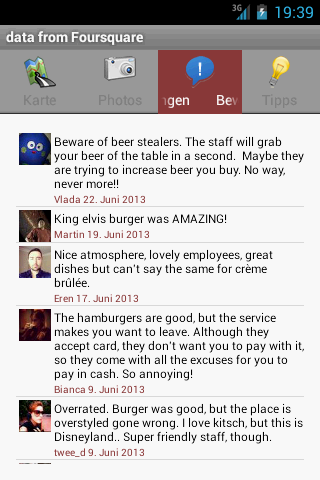 3G 19:39
data from Foursquare
Karte Photos ngen Bew Tipps
Beware of beer stealers. The staff will grab
your beer of the table in a second.  Maybe they
are trying to increase beer you buy. No way,
never more!!
Vlada 22. Juni 2013
King elvis burger was AMAZING!
Martin 19. Juni 2013
Nice atmosphere, lovely employees, great
dishes but can't say the same for crème
brûlée.
Eren 17. Juni 2013
The hamburgers are good, but the service
makes you want to leave. Although they
accept card, they don't want you to pay with it,
so they come with all the excuses for you to
pay in cash. So annoying!
Bianca 9. Juni 2013
Overrated. Burger was good, but the place is
overstyled gone wrong. I love kitsch, but this is
Disneyland.. Super friendly staff, though.
twee_d 9. Juni 2013